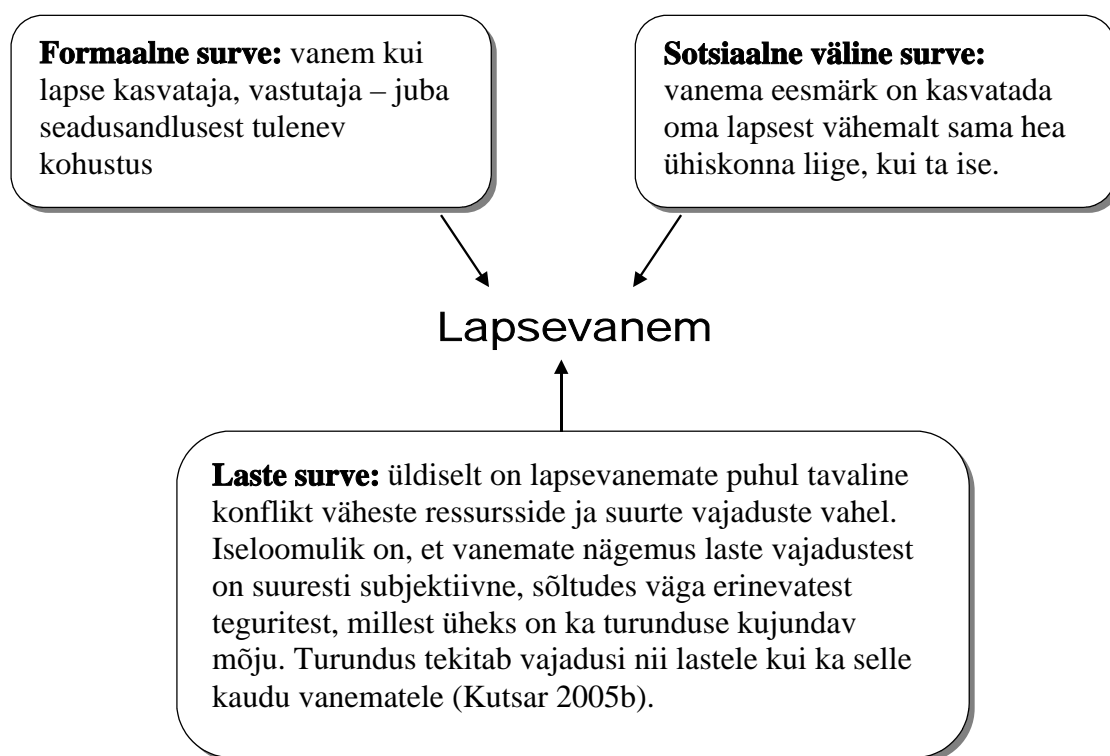 Formaalne surve: vanem kui
lapse kasvataja, vastutaja – juba
seadusandlusest tulenev
kohustus
Sotsiaalne väline surve:
vanema eesmärk on kasvatada
oma lapsest vähemalt sama hea
ühiskonna liige, kui ta ise.
Lapsevanem
Laste surve: üldiselt on lapsevanemate puhul tavaline
konflikt väheste ressursside ja suurte vajaduste vahel.
Iseloomulik on, et vanemate nägemus laste vajadustest
on suuresti subjektiivne, sõltudes väga erinevatest
teguritest, millest üheks on ka turunduse kujundav
mõju. Turundus tekitab vajadusi nii lastele kui ka selle
kaudu vanematele (Kutsar 2005b).